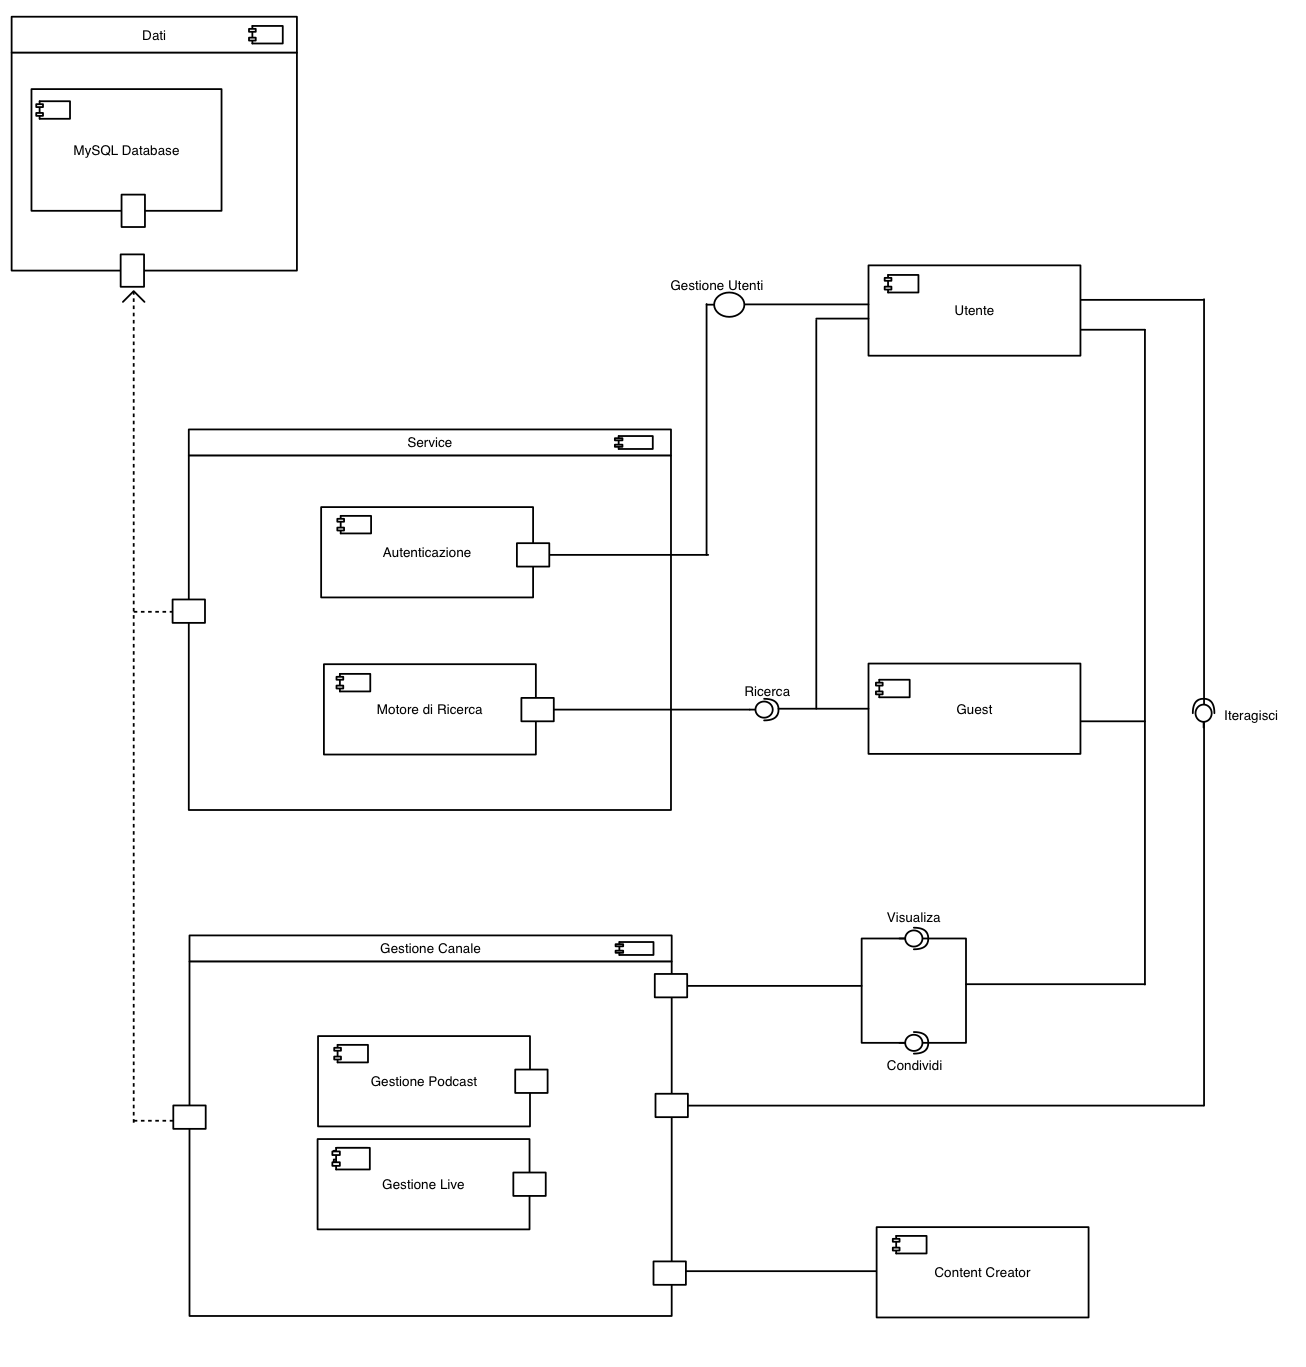 Dati
MySQL Database
Gestione Utenti
Utente
Service
Autenticazione
Motore di Ricerca
Ricerca
Guest
Iteragisci
Visualiza
Gestione Canale
Condividi
Gestione Podcast
Gestione Live
Content Creator